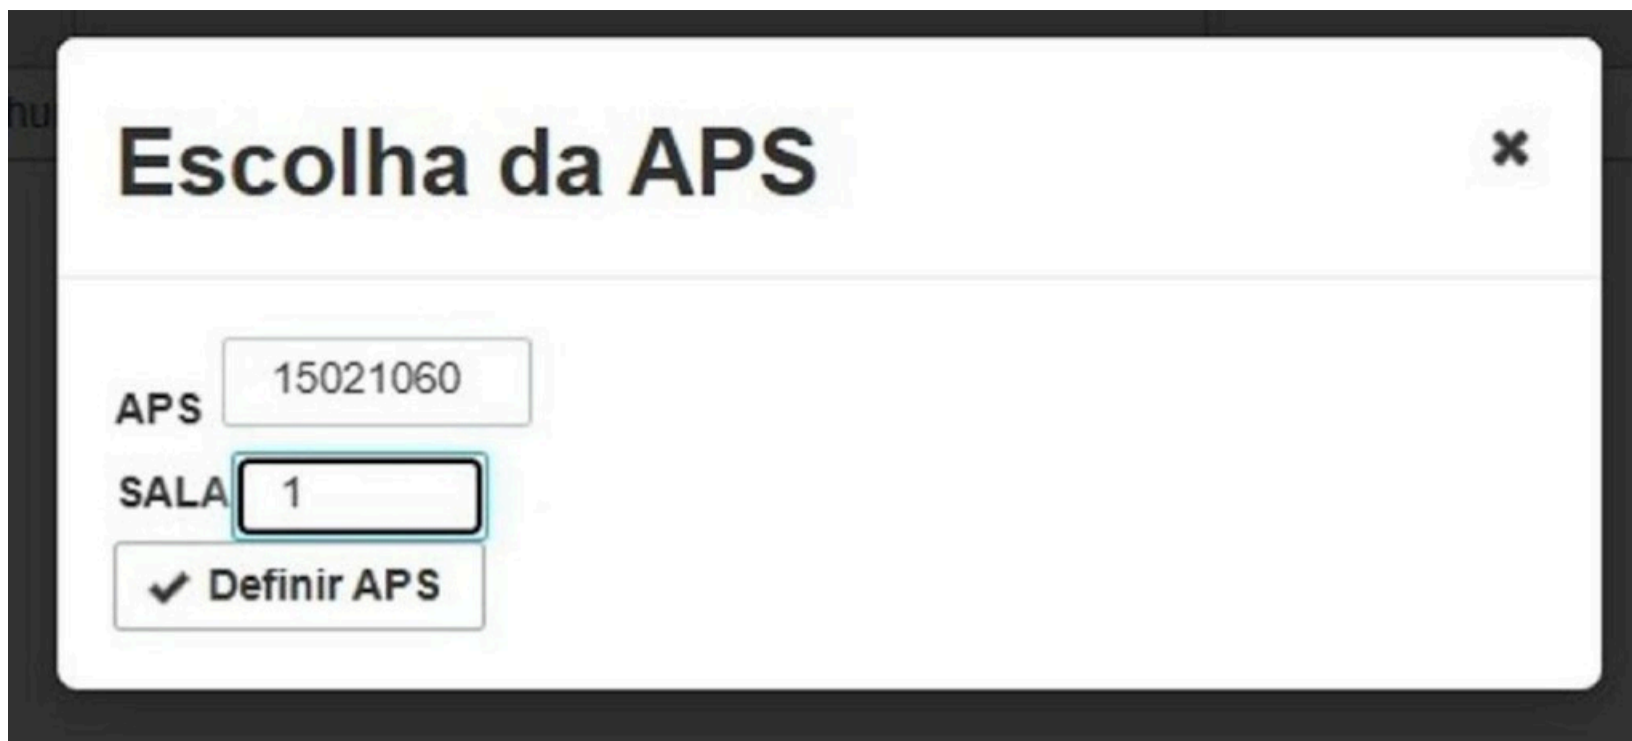 Escolha da APS
APS 15021060
SALA 1
Definir APS